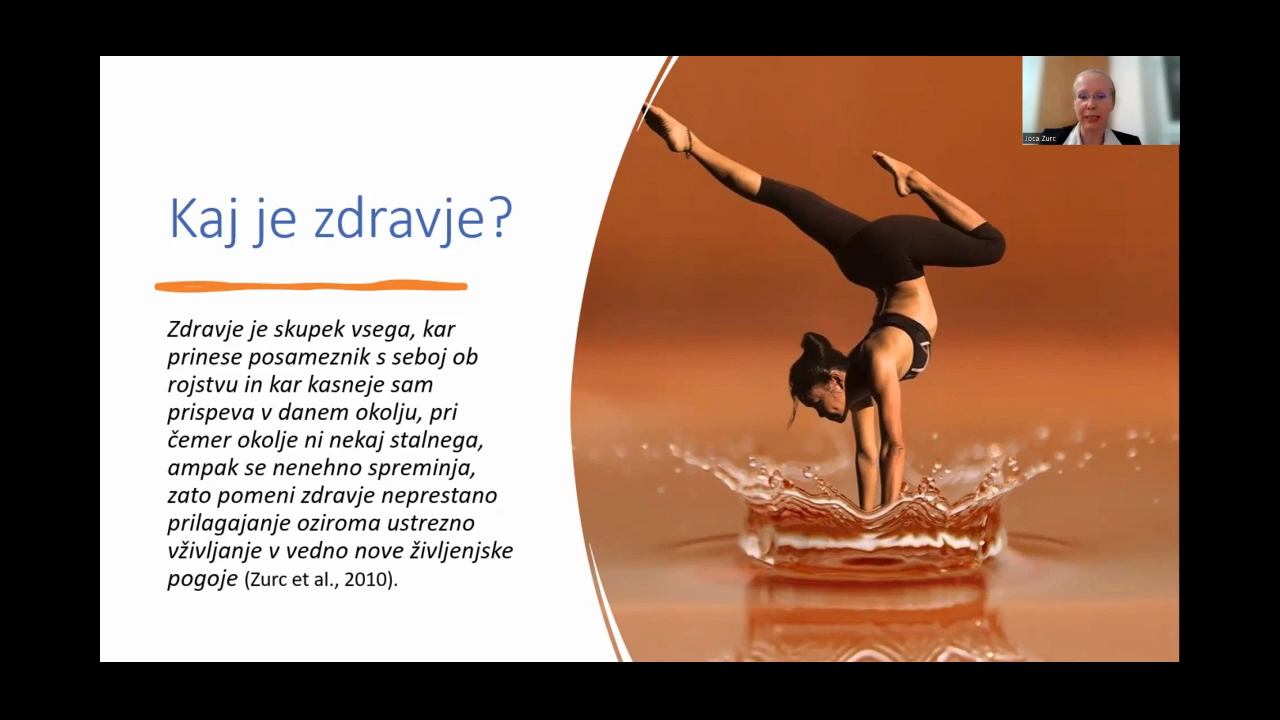 Kaj je zdravje?
Zdravje je skupek vsega, kar
prinese posameznik s seboj ob
rojstvu in kar kasneje sam
prispeva v danem okolju, pri
čemer okolje ni nekaj stalnega,
ampak se nenehno spreminja,
zato pomeni zdravje neprestano
prilagajanje oziroma ustrezno
vživljanje v vedno nove življenjske
pogoje (Zurc et al., 2010).
Joca Zurc